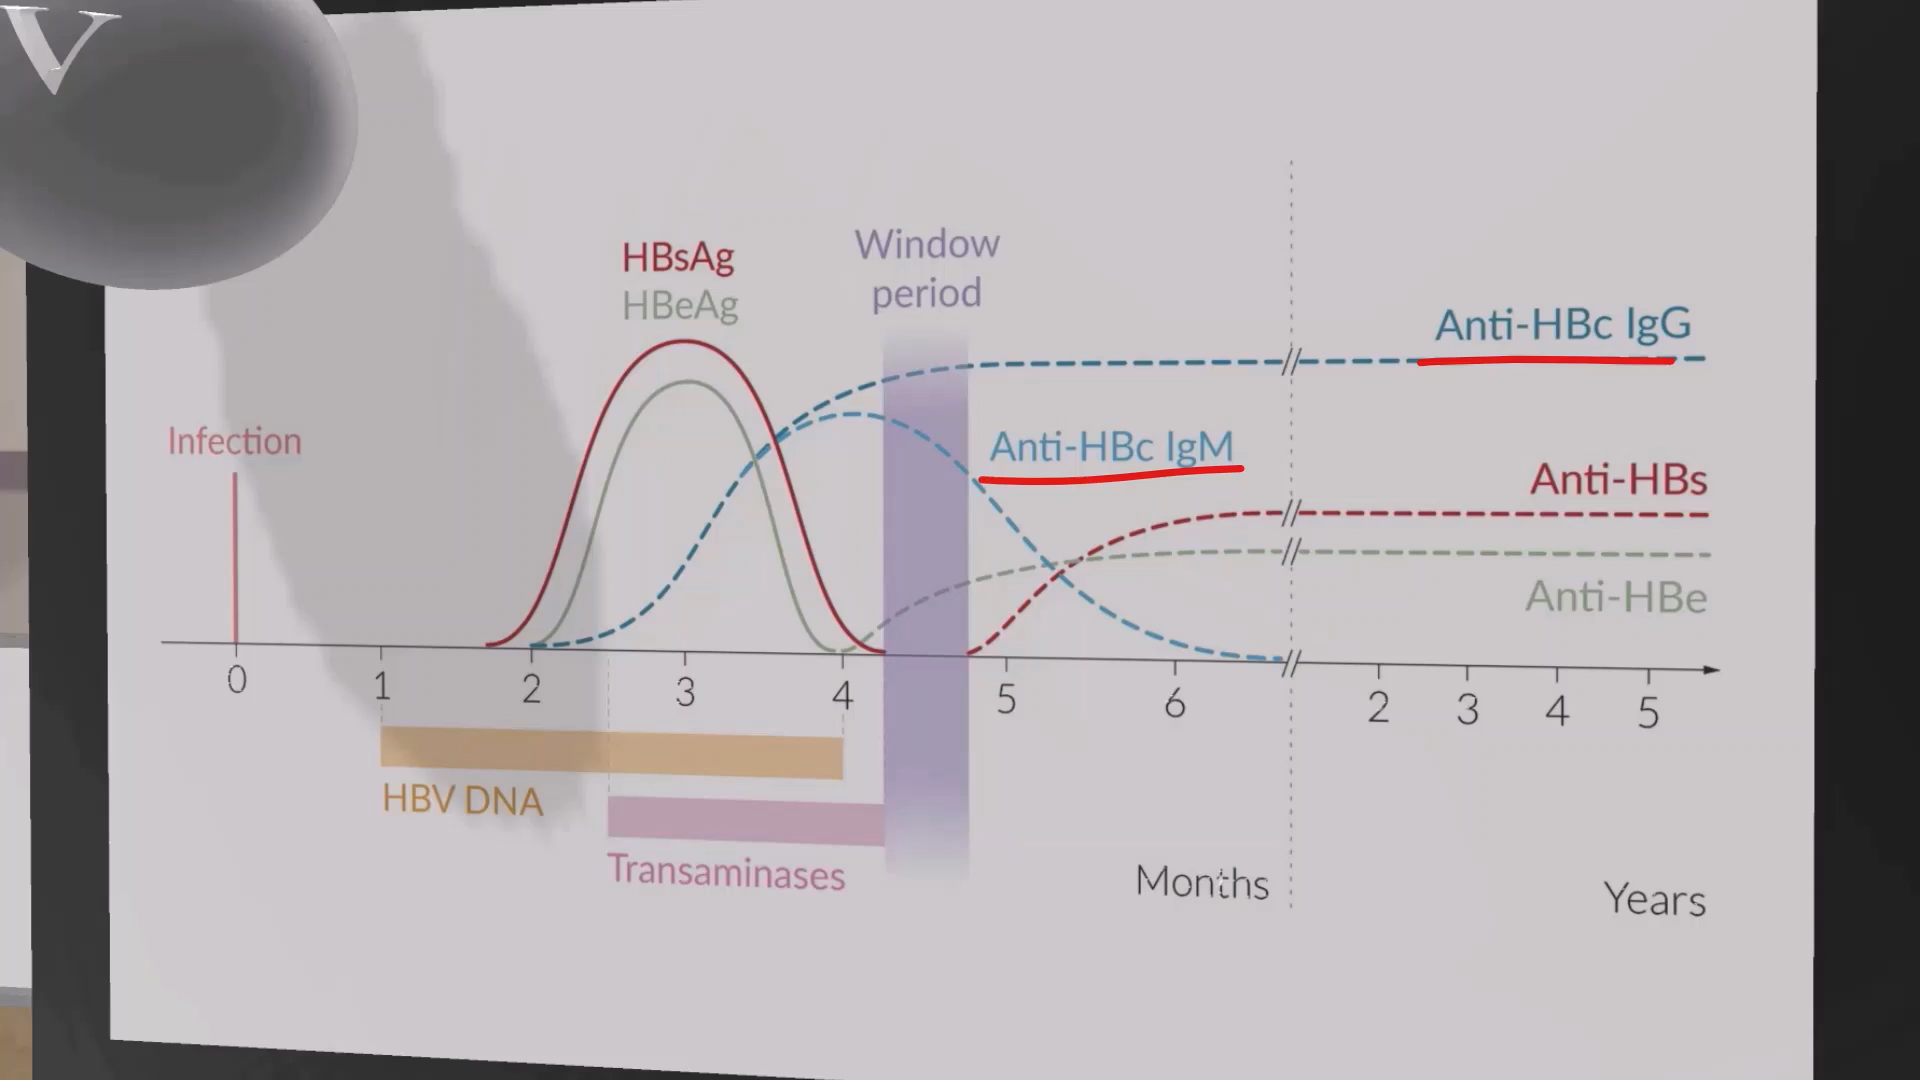 V
HBsAg
HBeAg
Window
period
Infection
Anti-HBc IgG
Anti-HBc IgM
Anti-HBs
Anti-HBe
0 1 2 3 4 5 6 2 3 4 5
HBV DNA
Transaminases
Months
Years